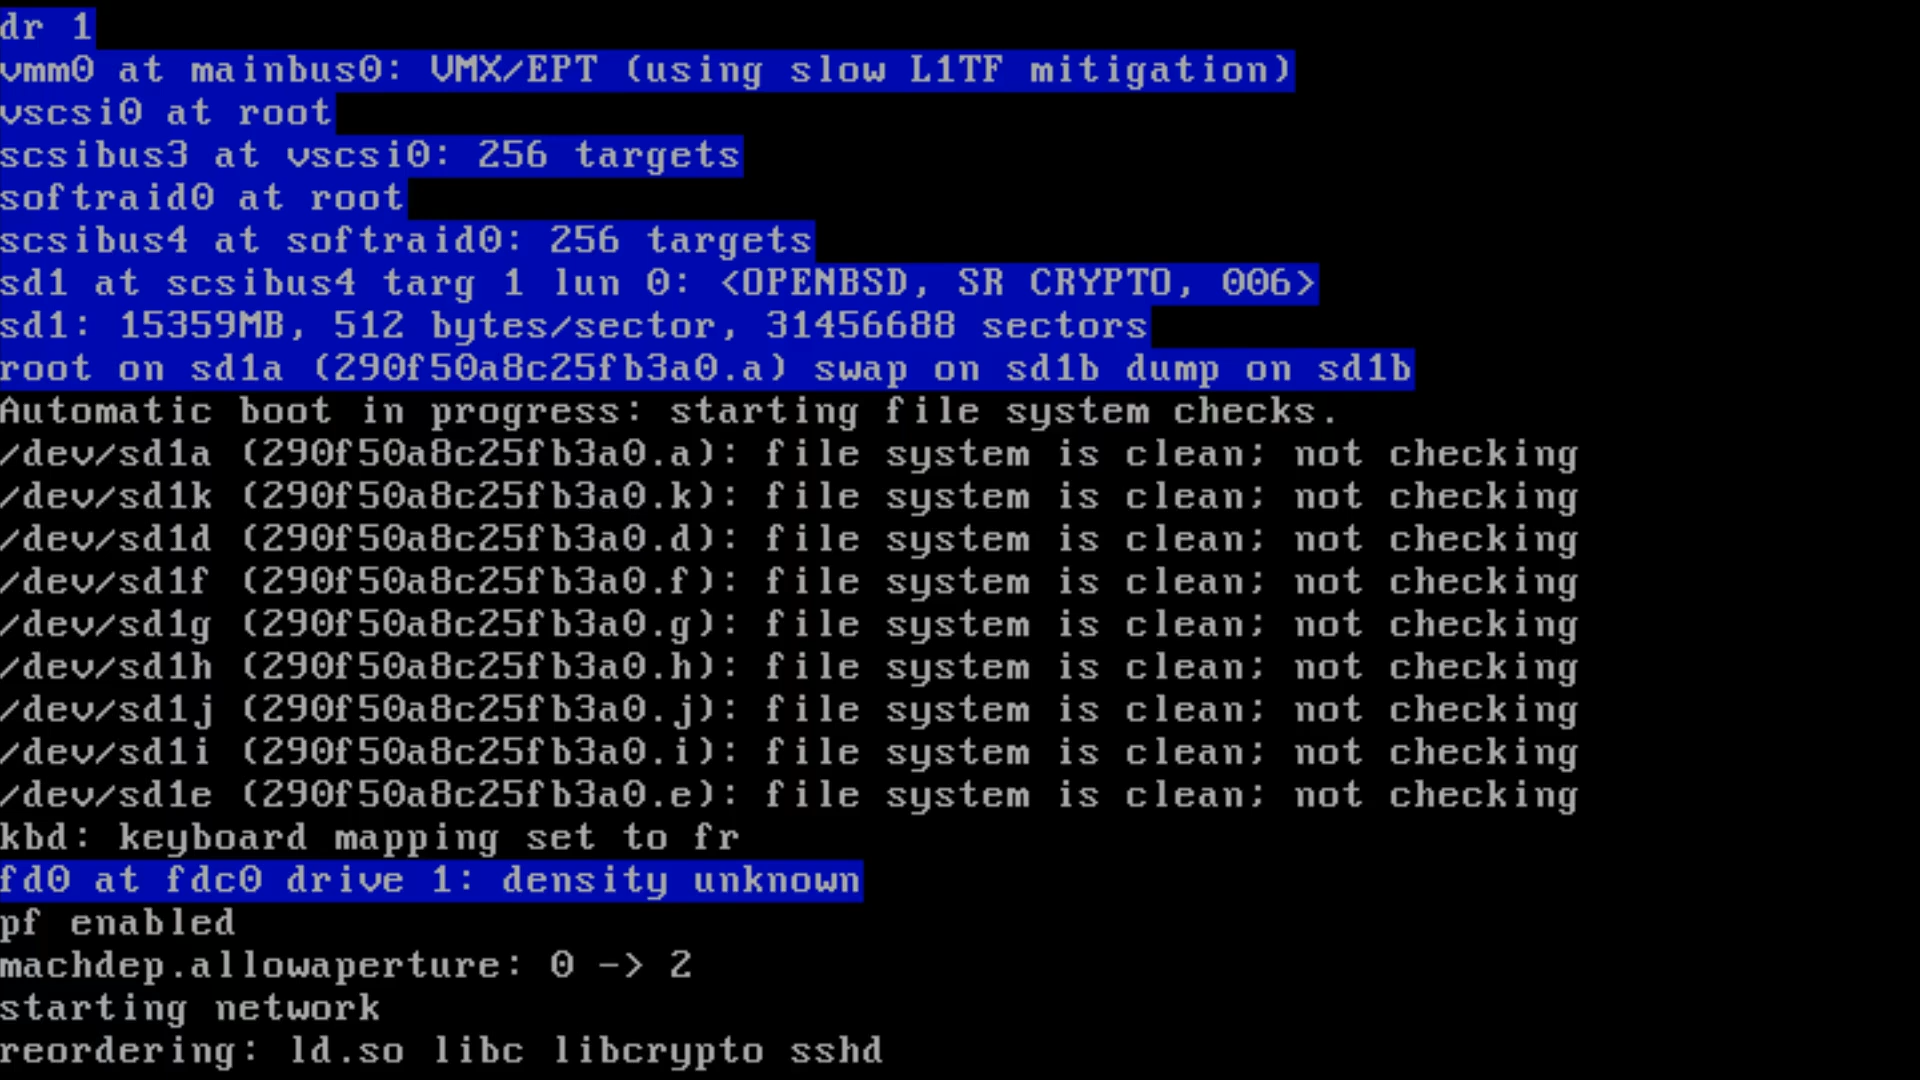 dr 1
vmm0 at mainbus0: VMX/EPT (using slow L1TF mitigation)
vscsi0 at root
scsibus3 at vscsi0: 256 targets
softraid0 at root
scsibus4 at softraid0: 256 targets
sd1 at scsibus4 targ 1 lun 0: <OPENBSD, SR CRYPTO, 006>
sd1: 15359MB, 512 bytes/sector, 31456688 sectors
root on sd1a (290f50a8c25fb3a0.a) swap on sd1b dump on sd1b
Automatic boot in progress: starting file system checks.
/dev/sd1a (290f50a8c25fb3a0.a): file system is clean; not checking
/dev/sd1k (290f50a8c25fb3a0.k): file system is clean; not checking
/dev/sd1d (290f50a8c25fb3a0.d): file system is clean; not checking
/dev/sd1f (290f50a8c25fb3a0.f): file system is clean; not checking
/dev/sd1g (290f50a8c25fb3a0.g): file system is clean; not checking
/dev/sd1h (290f50a8c25fb3a0.h): file system is clean; not checking
/dev/sd1j (290f50a8c25fb3a0.j): file system is clean; not checking
/dev/sd1i (290f50a8c25fb3a0.i): file system is clean; not checking
/dev/sd1e (290f50a8c25fb3a0.e): file system is clean; not checking
kbd: keyboard mapping set to fr
fd0 at fdc0 drive 1: density unknown
pf enabled
machdep.allowaperture: 0 -> 2
starting network
reordering: ld.so libc libcrypto sshd